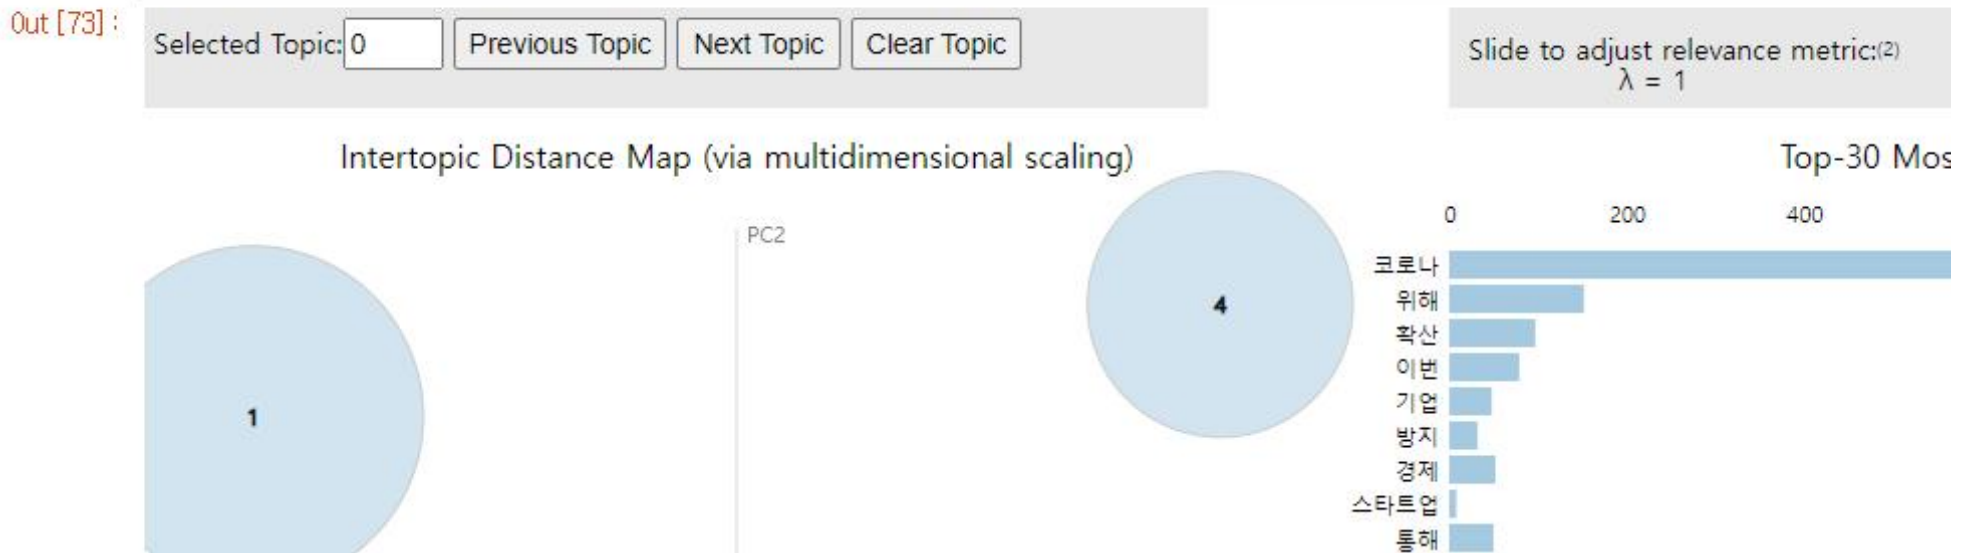 Out [73] :
Selected Topic: 0 Previous Topic Next Topic Clear Topic
Slide to adjust relevance metric:(2)
λ = 1
Intertopic Distance Map (via multidimensional scaling)
PC2
1
4
Top-30 Mos
0 200 400
코로나
위해
확산
이번
기업
방지
경제
스타트업
통해